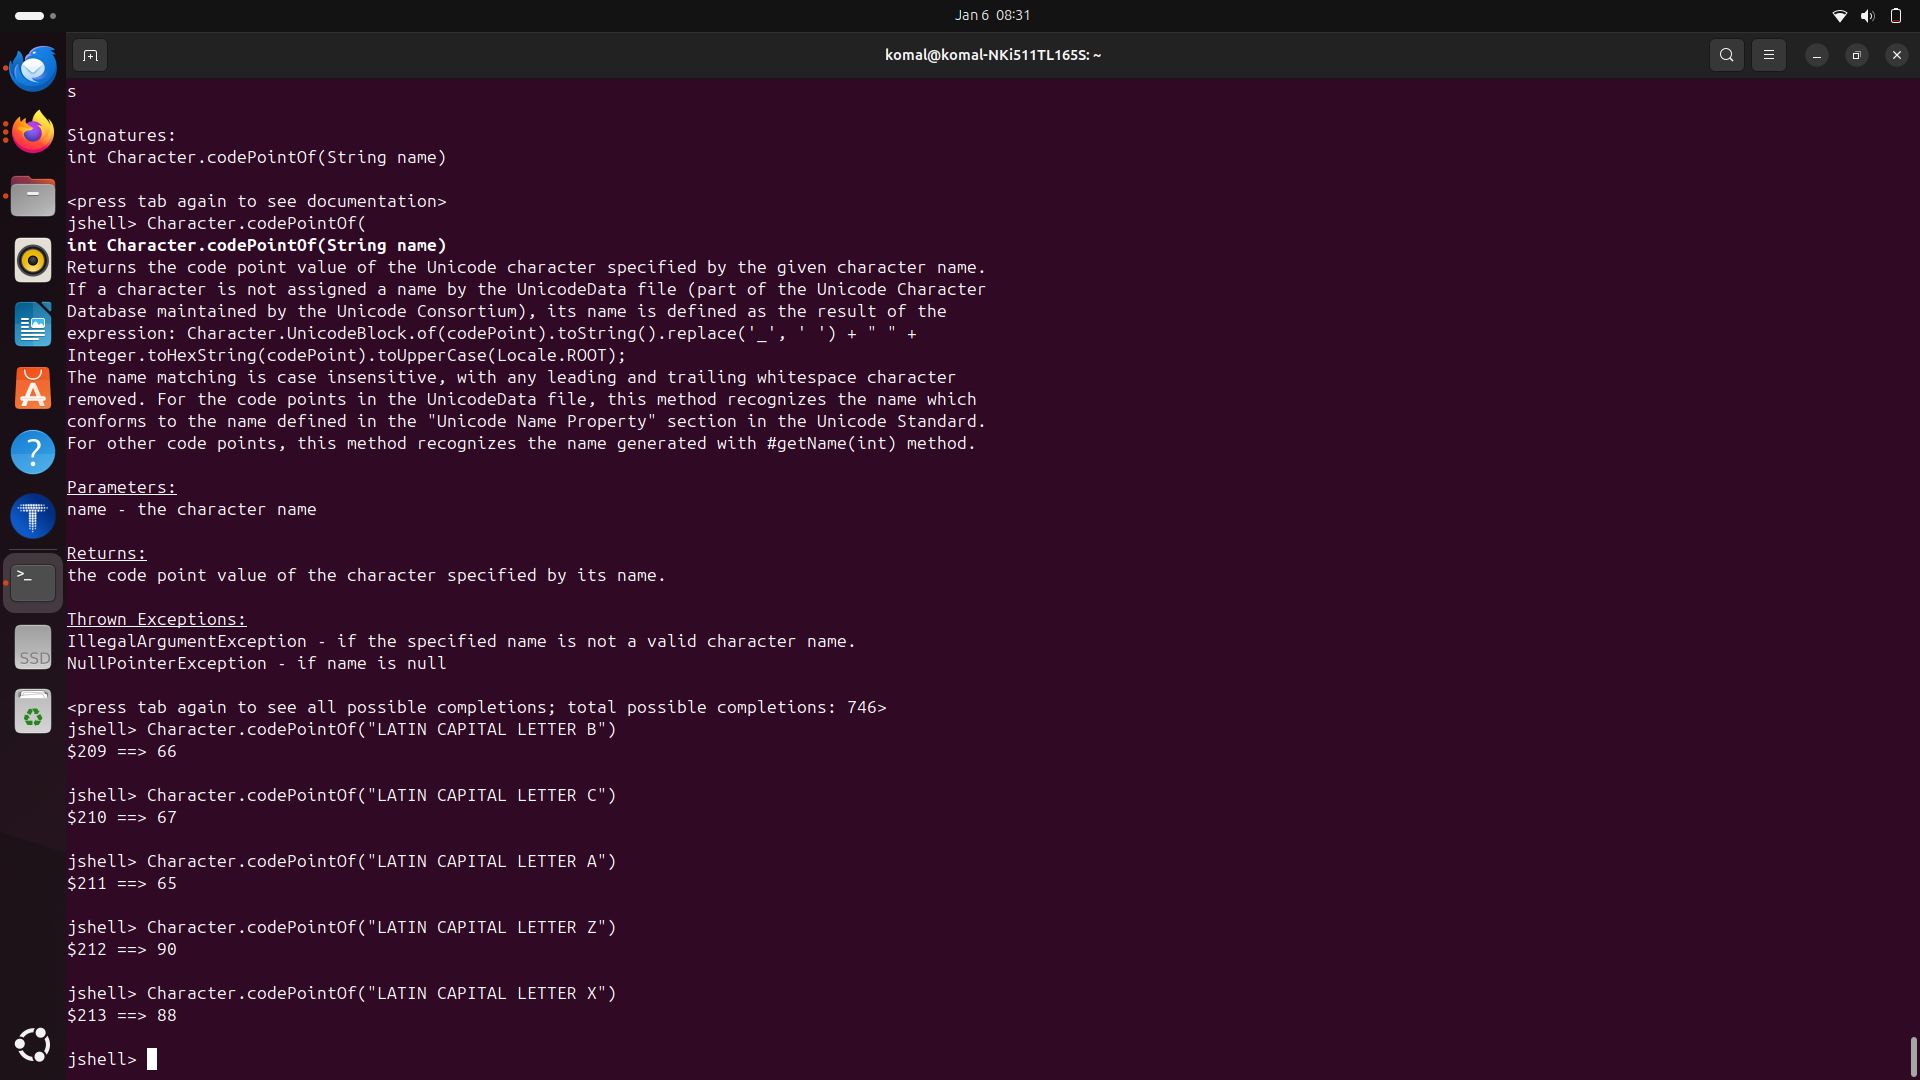 Jan 6 08:31
komal@komal-NKi511TL165S: ~
s
Signatures:
int Character.codePointOf(String name)
<press tab again to see documentation>
jshell> Character.codePointOf(
int Character.codePointOf(String name)
Returns the code point value of the Unicode character specified by the given character name.
If a character is not assigned a name by the UnicodeData file (part of the Unicode Character
Database maintained by the Unicode Consortium), its name is defined as the result of the
expression: Character.UnicodeBlock.of(codePoint).toString().replace('_', ' ') + " " +
Integer.toHexString(codePoint).toUpperCase(Locale.ROOT);
The name matching is case insensitive, with any leading and trailing whitespace character
removed. For the code points in the UnicodeData file, this method recognizes the name which
conforms to the name defined in the "Unicode Name Property" section in the Unicode Standard.
For other code points, this method recognizes the name generated with #getName(int) method.
Parameters:
name - the character name
Returns:
the code point value of the character specified by its name.
Thrown Exceptions:
IllegalArgumentException - if the specified name is not a valid character name.
NullPointerException - if name is null
<press tab again to see all possible completions; total possible completions: 746>
jshell> Character.codePointOf("LATIN CAPITAL LETTER B")
$209 ==> 66
jshell> Character.codePointOf("LATIN CAPITAL LETTER C")
$210 ==> 67
jshell> Character.codePointOf("LATIN CAPITAL LETTER A")
$211 ==> 65
jshell> Character.codePointOf("LATIN CAPITAL LETTER Z")
$212 ==> 90
jshell> Character.codePointOf("LATIN CAPITAL LETTER X")
$213 ==> 88
jshell>
SSD